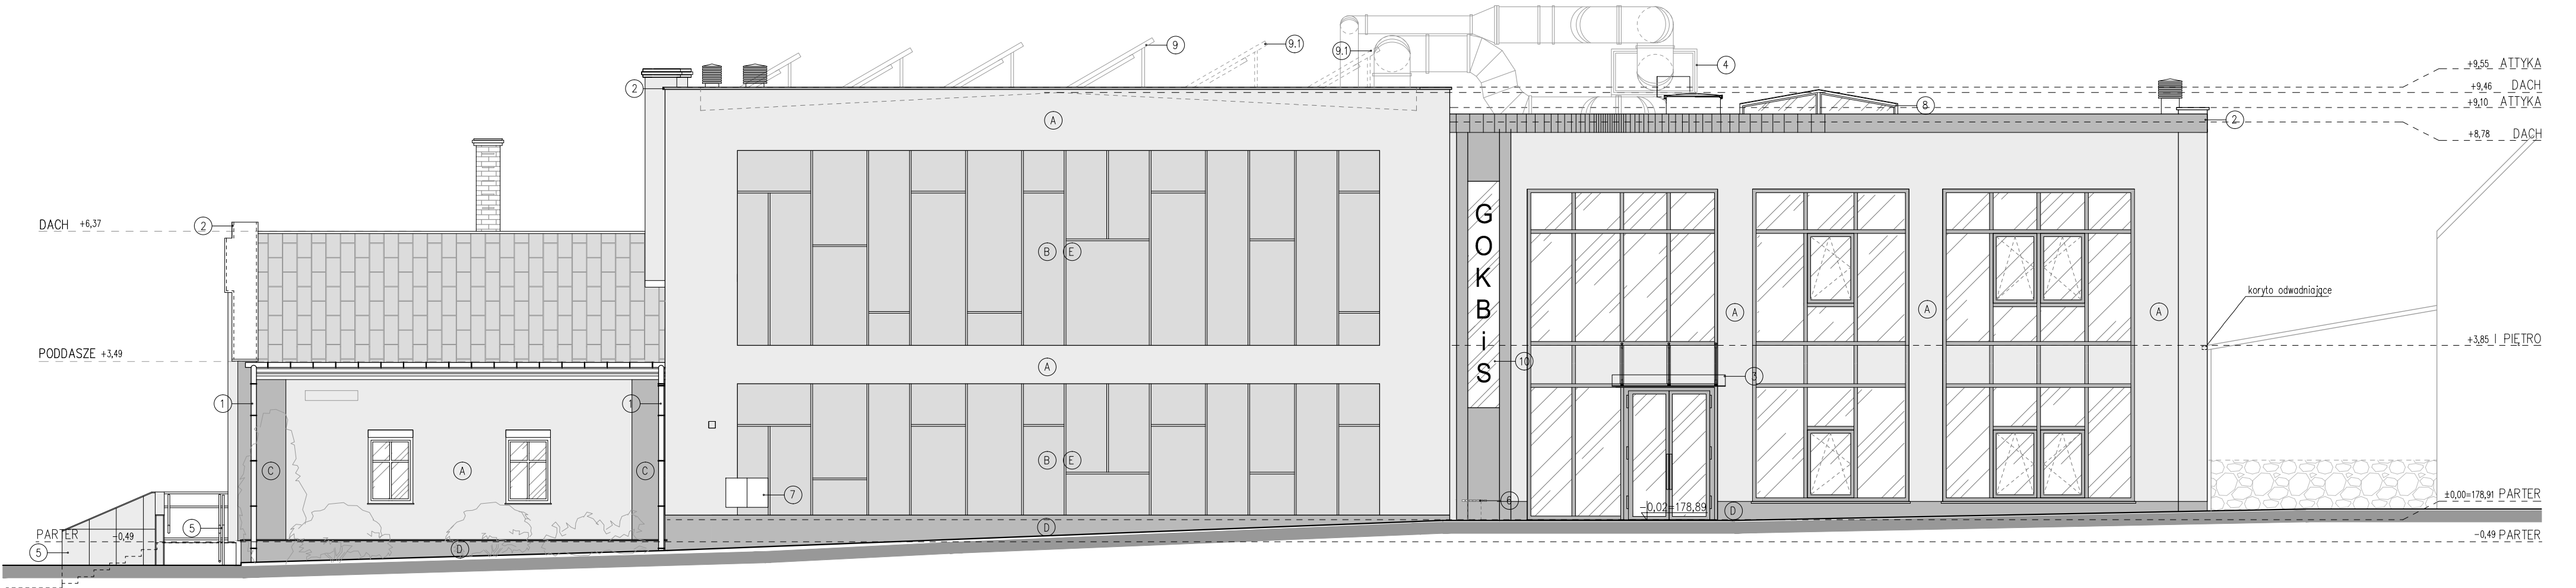 9
9.1
9.1
4
+9,55 ATTYKA
+9,46 DACH
+9,10 ATTYKA
+8,78 DACH
2
8
2
A
DACH +6,37
2
G
O
K
B
i
S
B E
A
A
A
koryto odwadniające
PODDASZE +3,49
+3,85 I PIĘTRO
A
10
3
1
1
C
A
C
B E
7
6
±0,00=178,91 PARTER
-0,02=178,89
D
D
5
PARTER -0,49
-0,49 PARTER
5
D